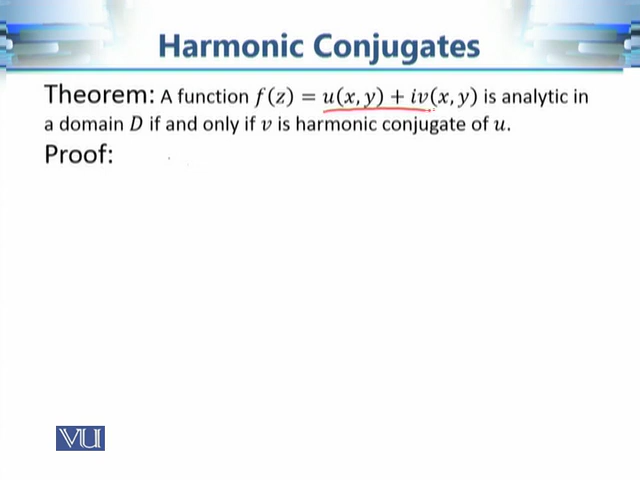 Harmonic Conjugates
Theorem: A function f(z) = u(x, y) + iv(x, y) is analytic in
a domain D if and only if v is harmonic conjugate of u.
Proof:
VU